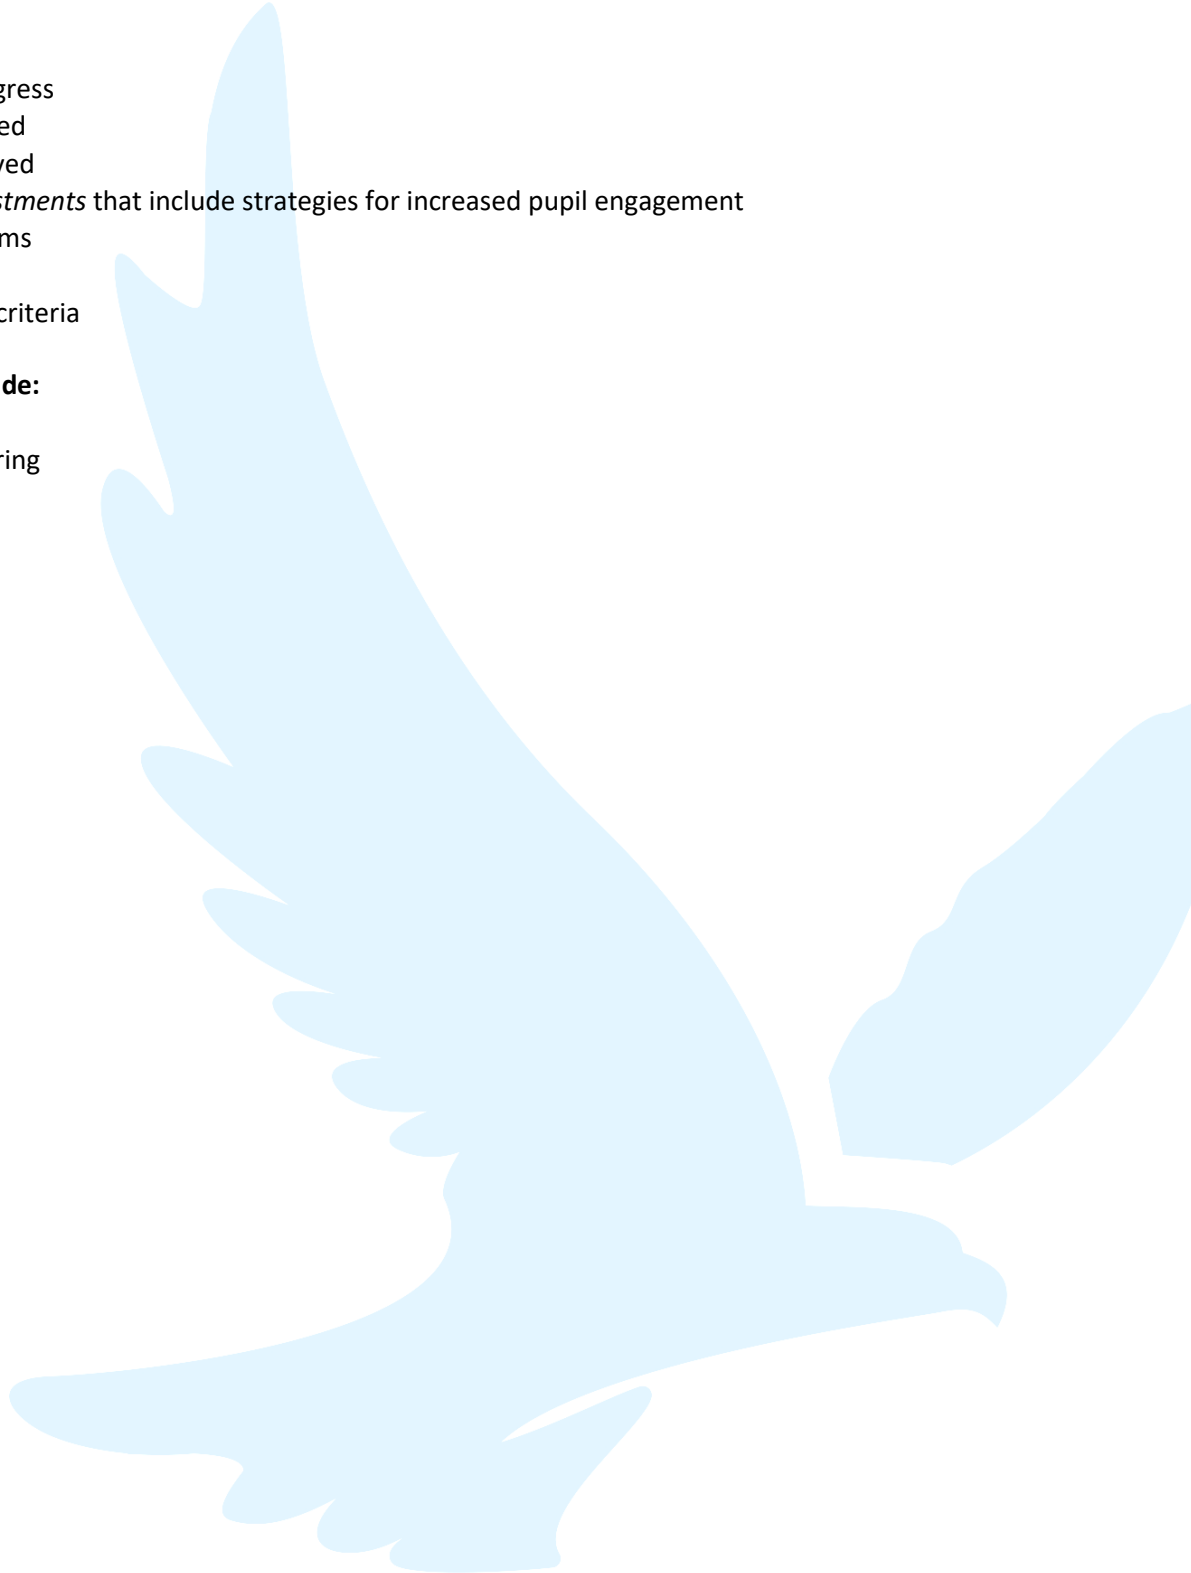 gress
ed
ved
stments that include strategies for increased pupil engagement
ms
criteria
de:
ring